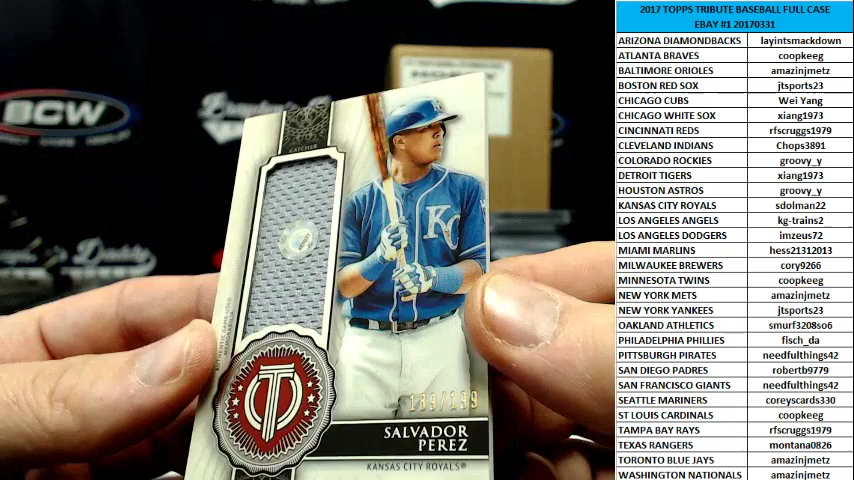 2017 TOPPS TRIBUTE BASEBALL FULL CASE
EBAY #1 20170331
ARIZONA DIAMONDBACKS layintsmackdown
ATLANTA BRAVES coopkeeg
BALTIMORE ORIOLES amazinjmetz
BOSTON RED SOX jtsports23
CHICAGO CUBS Wei Yang
CHICAGO WHITE SOX xiang1973
CINCINNATI REDS rfscruggs1979
CLEVELAND INDIANS Chops3891
COLORADO ROCKIES groovy_y
DETROIT TIGERS xiang1973
HOUSTON ASTROS groovy_y
KANSAS CITY ROYALS sdolman22
LOS ANGELES ANGELS kg-trains2
LOS ANGELES DODGERS imzeus72
MIAMI MARLINS hess21312013
MILWAUKEE BREWERS cory9266
MINNESOTA TWINS coopkeeg
NEW YORK METS amazinjmetz
NEW YORK YANKEES jtsports23
OAKLAND ATHLETICS smurf3208so6
PHILADELPHIA PHILLIES fisch_da
PITTSBURGH PIRATES needfulthings42
SAN DIEGO PADRES robertb9779
SAN FRANCISCO GIANTS needfulthings42
SEATTLE MARINERS coreyscards330
ST LOUIS CARDINALS coopkeeg
TAMPA BAY RAYS rfscruggs1979
TEXAS RANGERS montana0826
TORONTO BLUE JAYS amazinjmetz
WASHINGTON NATIONALS amazinjmetz
BCW
CATCHER
KC
189/199
SALVADOR
PEREZ
KANSAS CITY ROYALS®